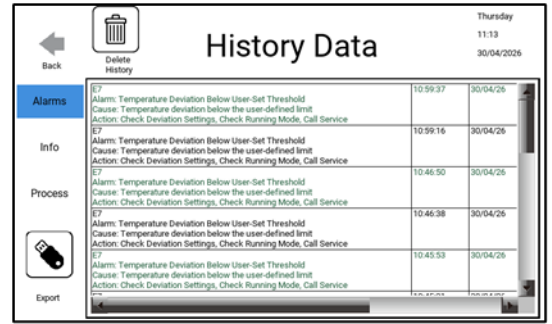 Thursday
11:13
30/04/2026
History Data
Back
Delete
History
Alarms
Info
Process
Export
E7 10:59:37 30/04/26
Alarm: Temperature Deviation Below User-Set Threshold
Cause: Temperature deviation below the user-defined limit
Action: Check Deviation Settings, Check Running Mode, Call Service
E7 10:59:16 30/04/26
Alarm: Temperature Deviation Below User-Set Threshold
Cause: Temperature deviation below the user-defined limit
Action: Check Deviation Settings, Check Running Mode, Call Service
E7 10:46:50 30/04/26
Alarm: Temperature Deviation Below User-Set Threshold
Cause: Temperature deviation below the user-defined limit
Action: Check Deviation Settings, Check Running Mode, Call Service
E7 10:46:38 30/04/26
Alarm: Temperature Deviation Below User-Set Threshold
Cause: Temperature deviation below the user-defined limit
Action: Check Deviation Settings, Check Running Mode, Call Service
E7 10:45:53 30/04/26
Alarm: Temperature Deviation Below User-Set Threshold
Cause: Temperature deviation below the user-defined limit
Action: Check Deviation Settings, Check Running Mode, Call Service